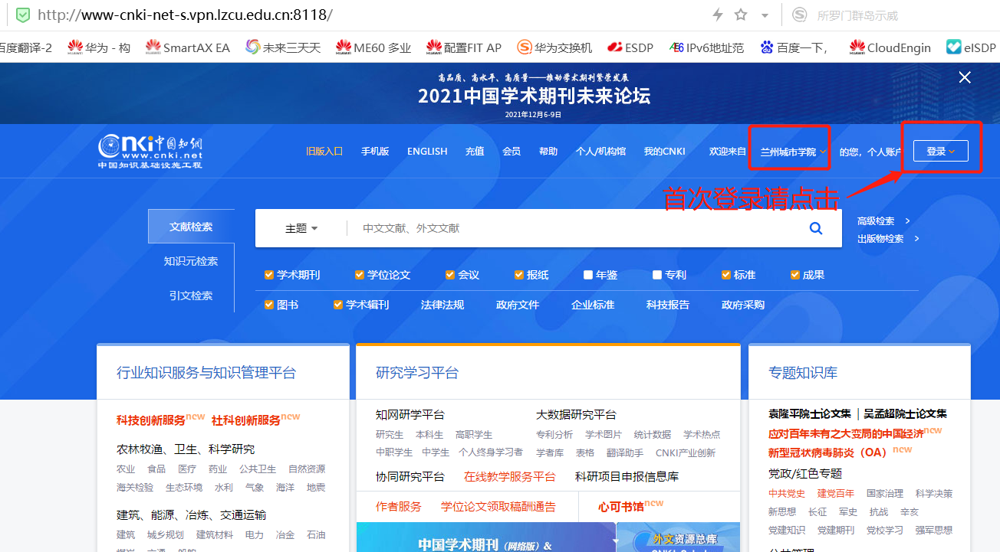 http://www-cnki-net-s.vpn.lzcu.edu.cn:8118/ 所罗门群岛示威
百度翻译-2 华为 - 构 SmartAX EA 未来三天天 ME60 多业 配置FIT AP 华为交换机 ESDP IPv6地址范 百度一下, CloudEngin eISDP
高品质、高水平、高质量——推动学术期刊繁荣发展
2021中国学术期刊未来论坛
2021年12月6-9日
Cnki中国知网
www.cnki.net
中国知识基础设施工程
旧版入口 手机版 ENGLISH 充值 会员 帮助 个人/机构馆 我的CNKI 欢迎来自 兰州城市学院 的您，个人账户 登录
首次登录请点击
文献检索 主题 中文文献、外文文献 高级检索 >
出版物检索 >
知识元检索
引文检索
学术期刊 学位论文 会议 报纸 年鉴 专利 标准 成果
图书 学术辑刊 法律法规 政府文件 企业标准 科技报告 政府采购
行业知识服务与知识管理平台
科技创新服务new 社科创新服务new
农林牧渔、卫生、科学研究
农业 食品 医疗 药业 公共卫生 自然资源
海关检验 生态环境 水利 气象 海洋 地震
建筑、能源、冶炼、交通运输
建筑 城乡规划 建筑材料 电力 冶金 石油
研究学习平台
知网研学平台
研究生 本科生 高职学生
中职学生 中学生 个人终身学习者
大数据研究平台
专利分析 学术图片 统计数据 学术热点
学者库 表格 翻译助手 CNKI产业创新
协同研究平台 在线教学服务平台 科研项目申报信息库
作者服务 学位论文领取稿酬通告 心可书馆new
中国学术期刊（网络版）&
外文资源总库
专题知识库
袁隆平院士论文集 | 吴孟超院士论文集
应对百年未有之大变局的中国经济new
新型冠状病毒肺炎（OA）new
党政/红色专题
中共党史 建党百年 国家治理 科学决策
新思想 长征 军史 抗战 辛亥
党建知识 党建期刊 党校学习 强军思想